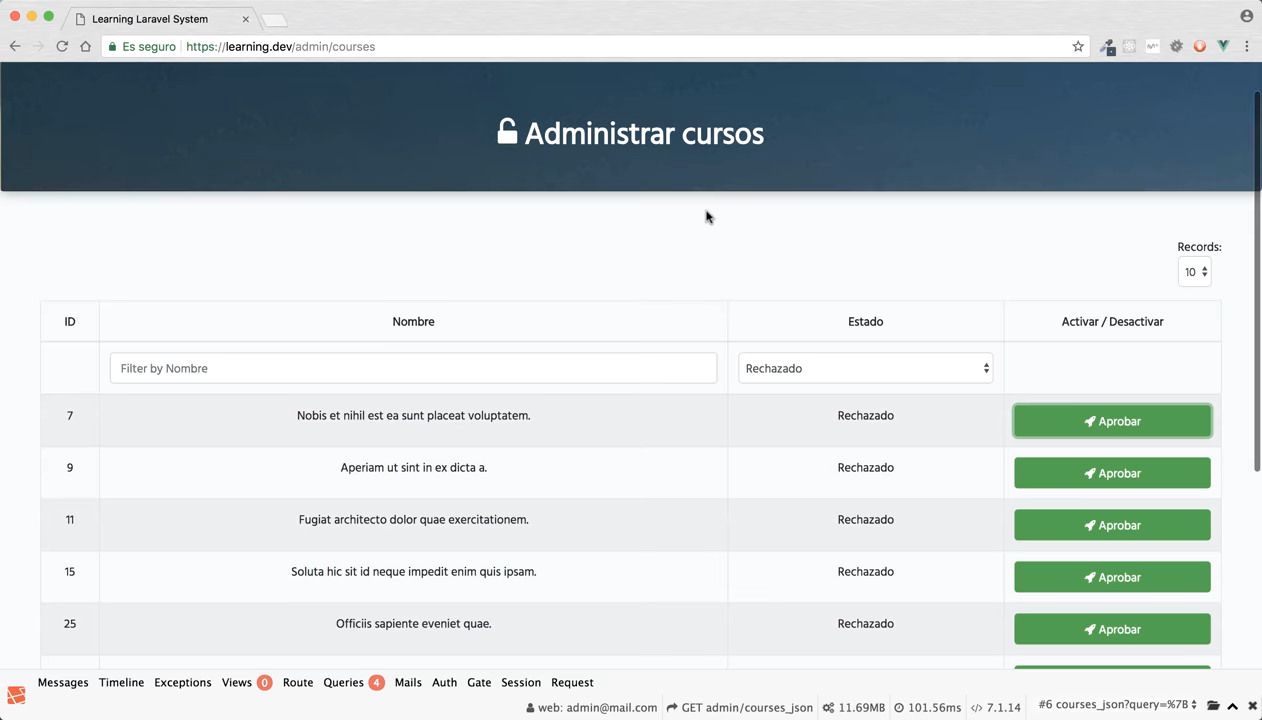 Learning Laravel System
Es seguro https://learning.dev/admin/courses
Administrar cursos
Records:
10
ID Nombre Estado Activar / Desactivar
Filter by Nombre Rechazado
7 Nobis et nihil est ea sunt placeat voluptatem. Rechazado Aprobar
9 Aperiam ut sint in ex dicta a. Rechazado Aprobar
11 Fugiat architecto dolor quae exercitationem. Rechazado Aprobar
15 Soluta hic sit id neque impedit enim quis ipsam. Rechazado Aprobar
25 Officiis sapiente eveniet quae. Rechazado Aprobar
Messages Timeline Exceptions Views 0 Route Queries 4 Mails Auth Gate Session Request
web: admin@mail.com GET admin/courses_json 11.69MB 101.56ms 7.1.14 #6 courses_json?query=%7B